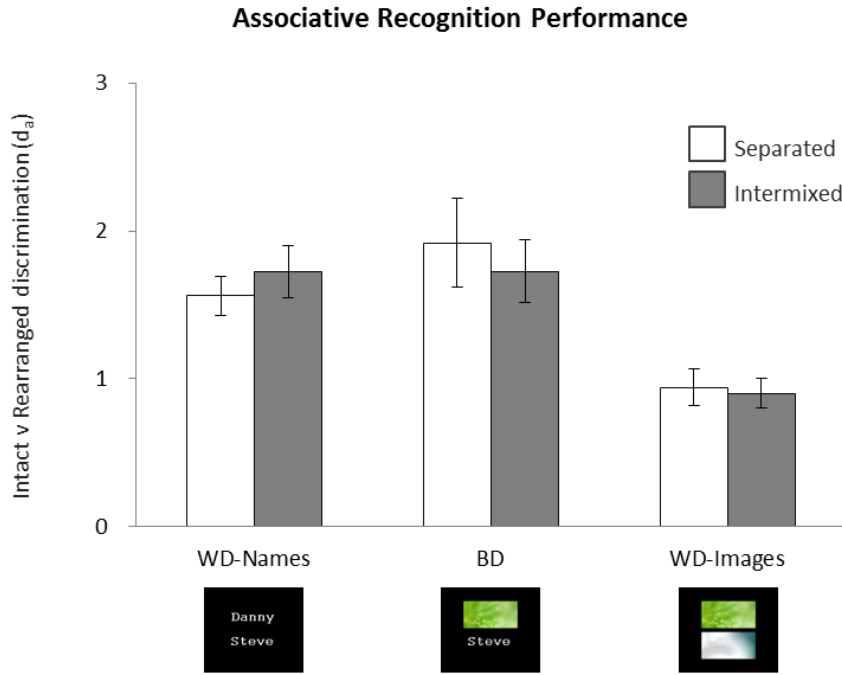 Associative Recognition Performance
Intact v Rearranged discrimination (dₐ)
3
2
1
0
Separated
Intermixed
WD-Names
BD
WD-Images
Danny
Steve
Steve